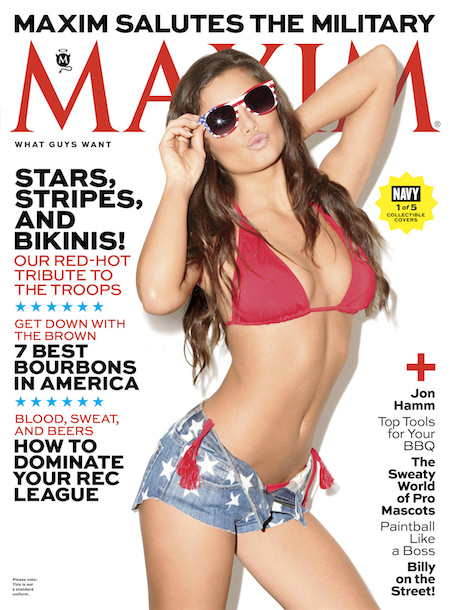 MAXIM SALUTES THE MILITARY
M
MAXIM
®
WHAT GUYS WANT
STARS,
STRIPES,
AND
BIKINIS!
OUR RED-HOT
TRIBUTE TO
THE TROOPS
GET DOWN WITH
THE BROWN
7 BEST
BOURBONS
IN AMERICA
BLOOD, SWEAT,
AND BEERS
HOW TO
DOMINATE
YOUR REC
LEAGUE
Please note:
This is not
a standard
uniform.
NAVY
1 of 5
COLLECTIBLE
COVERS
+
Jon
Hamm
Top Tools
for Your
BBQ
The
Sweaty
World
of Pro
Mascots
Paintball
Like
a Boss
Billy
on the
Street!